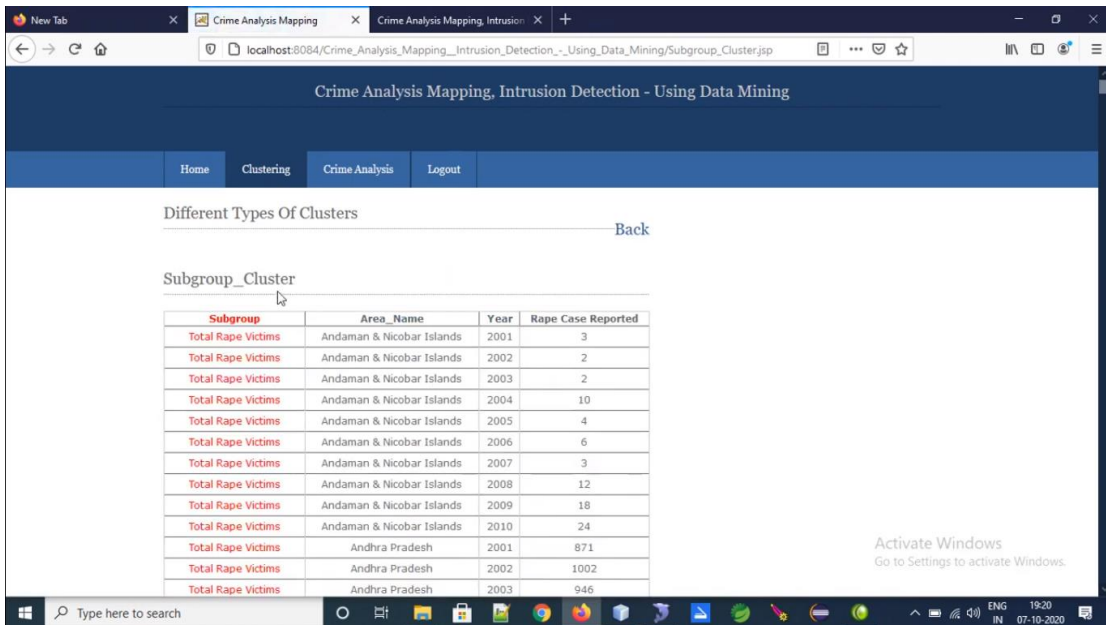 New Tab
Crime Analysis Mapping
Crime Analysis Mapping, Intrusion
localhost:8084/Crime_Analysis_Mapping__Intrusion_Detection_-_Using_Data_Mining/Subgroup_Cluster.jsp
Crime Analysis Mapping, Intrusion Detection - Using Data Mining
Home Clustering Crime Analysis Logout
Different Types Of Clusters
Back
Subgroup_Cluster
Subgroup Area_Name Year Rape Case Reported
Total Rape Victims Andaman & Nicobar Islands 2001 3
Total Rape Victims Andaman & Nicobar Islands 2002 2
Total Rape Victims Andaman & Nicobar Islands 2003 2
Total Rape Victims Andaman & Nicobar Islands 2004 10
Total Rape Victims Andaman & Nicobar Islands 2005 4
Total Rape Victims Andaman & Nicobar Islands 2006 6
Total Rape Victims Andaman & Nicobar Islands 2007 3
Total Rape Victims Andaman & Nicobar Islands 2008 12
Total Rape Victims Andaman & Nicobar Islands 2009 18
Total Rape Victims Andaman & Nicobar Islands 2010 24
Total Rape Victims Andhra Pradesh 2001 871
Total Rape Victims Andhra Pradesh 2002 1002
Total Rape Victims Andhra Pradesh 2003 946
Activate Windows
Go to Settings to activate Windows.
Type here to search
ENG
IN
19:20
07-10-2020